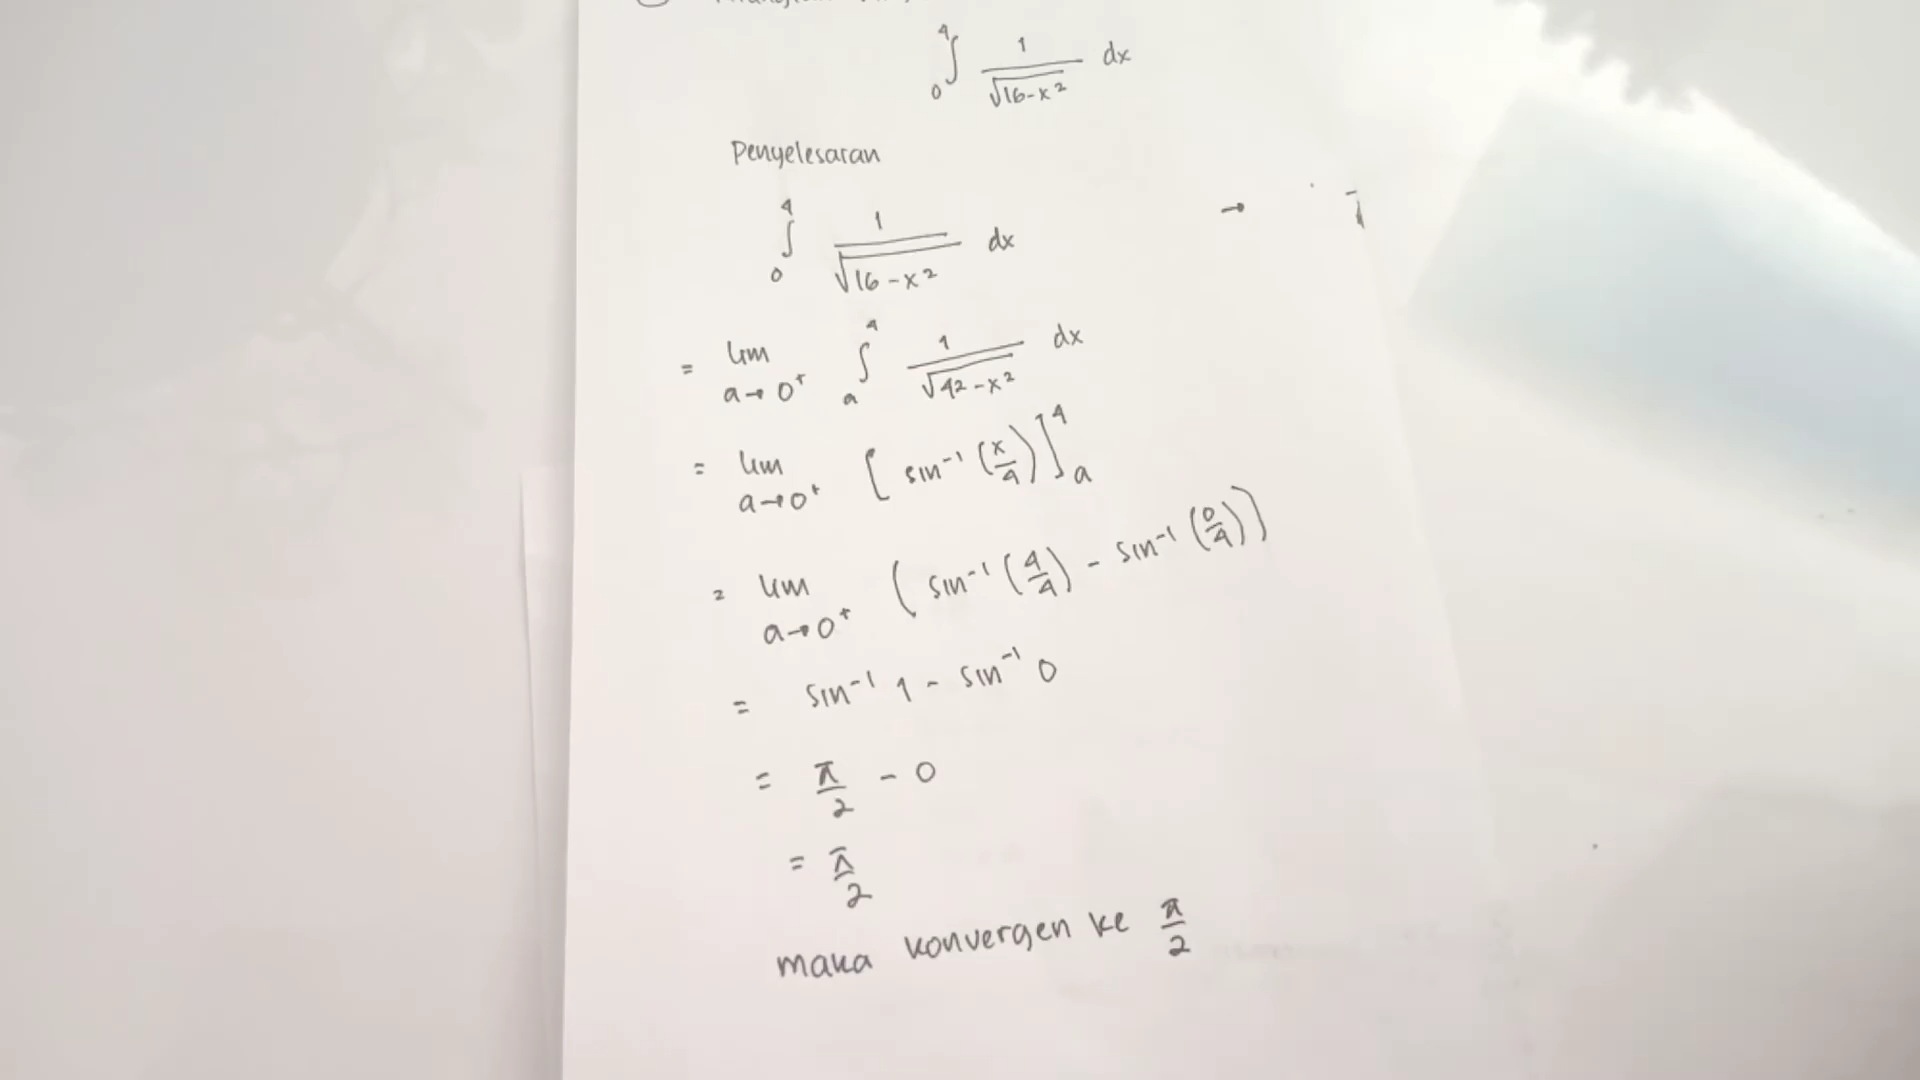 4∫0 1/√16-x² dx
Penyelesaian
4∫0 1/√16-x² dx →
= lim a→0⁺ 4∫a 1/√42-x² dx
= lim a→0⁺ [sin⁻¹(x/4)]4a
= lim a→0⁺ (sin⁻¹(4/4) - sin⁻¹(0/4))
= sin⁻¹ 1 - sin⁻¹ 0
= π/2 - 0
= π/2
maka konvergen ke π/2